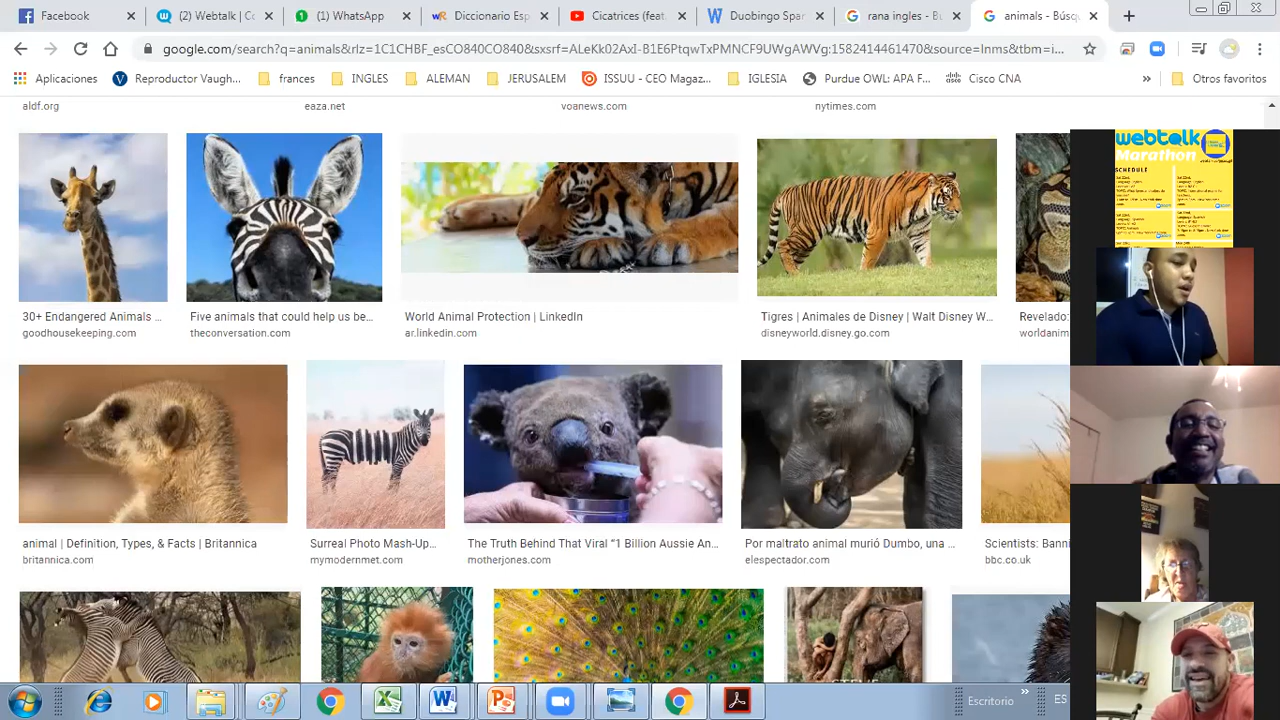 Facebook
(2) Webtalk | Co
(1) WhatsApp
Diccionario Esp
Cicatrices (feat
Duobingo Spar
rana ingles - Bú
animals - Búsq
google.com/search?q=animals&rlz=1C1CHBF_esCO840CO840&sxsrf=ALeKk02AxI-B1E6PtqwTxPMNCF9UWgAWVg:1582414461470&source=lnms&tbm=i...
Aplicaciones
Reproductor Vaugh...
frances
INGLES
ALEMAN
JERUSALEM
ISSUU - CEO Magaz...
IGLESIA
Purdue OWL: APA F...
Cisco CNA
»
Otros favoritos
aldf.org
eaza.net
voanews.com
nytimes.com
webtalk
Marathon
SCHEDULE
30+ Endangered Animals ...
goodhousekeeping.com
Five animals that could help us be...
theconversation.com
World Animal Protection | LinkedIn
ar.linkedin.com
Tigres | Animales de Disney | Walt Disney W...
disneyworld.disney.go.com
Revelado:
worldanim
animal | Definition, Types, & Facts | Britannica
britannica.com
Surreal Photo Mash-Up...
mymodernmet.com
The Truth Behind That Viral "1 Billion Aussie An...
motherjones.com
Por maltrato animal murió Dumbo, una ...
elespectador.com
Scientists: Banni
bbc.co.uk
Escritorio
»
ES